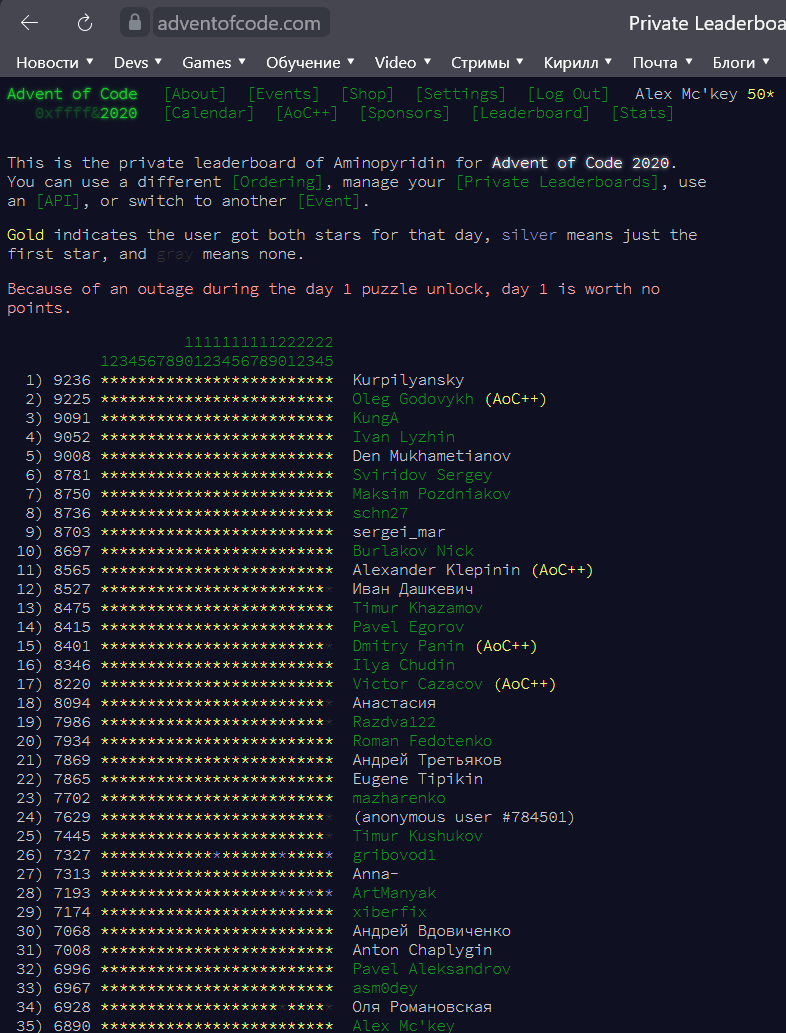 adventofcode.com Private Leaderboa
Новости ▼ Devs ▼ Games ▼ Обучение ▼ Video ▼ Стримы ▼ Кирилл ▼ Почта ▼ Блоги ▼
Advent of Code [About] [Events] [Shop] [Settings] [Log Out] Alex Mc'key 50*
0xffff&2020 [Calendar] [AoC++] [Sponsors] [Leaderboard] [Stats]
This is the private leaderboard of Aminopyridin for Advent of Code 2020.
You can use a different [Ordering], manage your [Private Leaderboards], use
an [API], or switch to another [Event].
Gold indicates the user got both stars for that day, silver means just the
first star, and gray means none.
Because of an outage during the day 1 puzzle unlock, day 1 is worth no
points.
1111111111222222
1234567890123456789012345
1) 9236 ************************* Kurpilyansky
2) 9225 ************************* Oleg Godovykh (AoC++)
3) 9091 ************************* KungA
4) 9052 ************************* Ivan Lyzhin
5) 9008 ************************* Den Mukhametianov
6) 8781 ************************* Sviridov Sergey
7) 8750 ************************* Maksim Pozdniakov
8) 8736 ************************* schn27
9) 8703 ************************* sergei_mar
10) 8697 ************************* Burlakov Nick
11) 8565 ************************* Alexander Klepinin (AoC++)
12) 8527 ************************* Иван Дашкевич
13) 8475 ************************* Timur Khazamov
14) 8415 ************************* Pavel Egorov
15) 8401 ************************* Dmitry Panin (AoC++)
16) 8346 ************************* Ilya Chudin
17) 8220 ************************* Victor Cazacov (AoC++)
18) 8094 ************************* Анастасия
19) 7986 ************************* Razdva122
20) 7934 ************************* Roman Fedotenko
21) 7869 ************************* Андрей Третьяков
22) 7865 ************************* Eugene Tipikin
23) 7702 ************************* mazharenko
24) 7629 ************************* (anonymous user #784501)
25) 7445 ************************* Timur Kushukov
26) 7327 ************************* gribovod1
27) 7313 ************************* Anna-
28) 7193 ************************* ArtManyak
29) 7174 ************************* xiberfix
30) 7068 ************************* Андрей Вдовиченко
31) 7008 ************************* Anton Chaplygin
32) 6996 ************************* Pavel Aleksandrov
33) 6967 ************************* asm0dey
34) 6928 ************************* Оля Романовская
35) 6890 ************************* Alex Mc'key